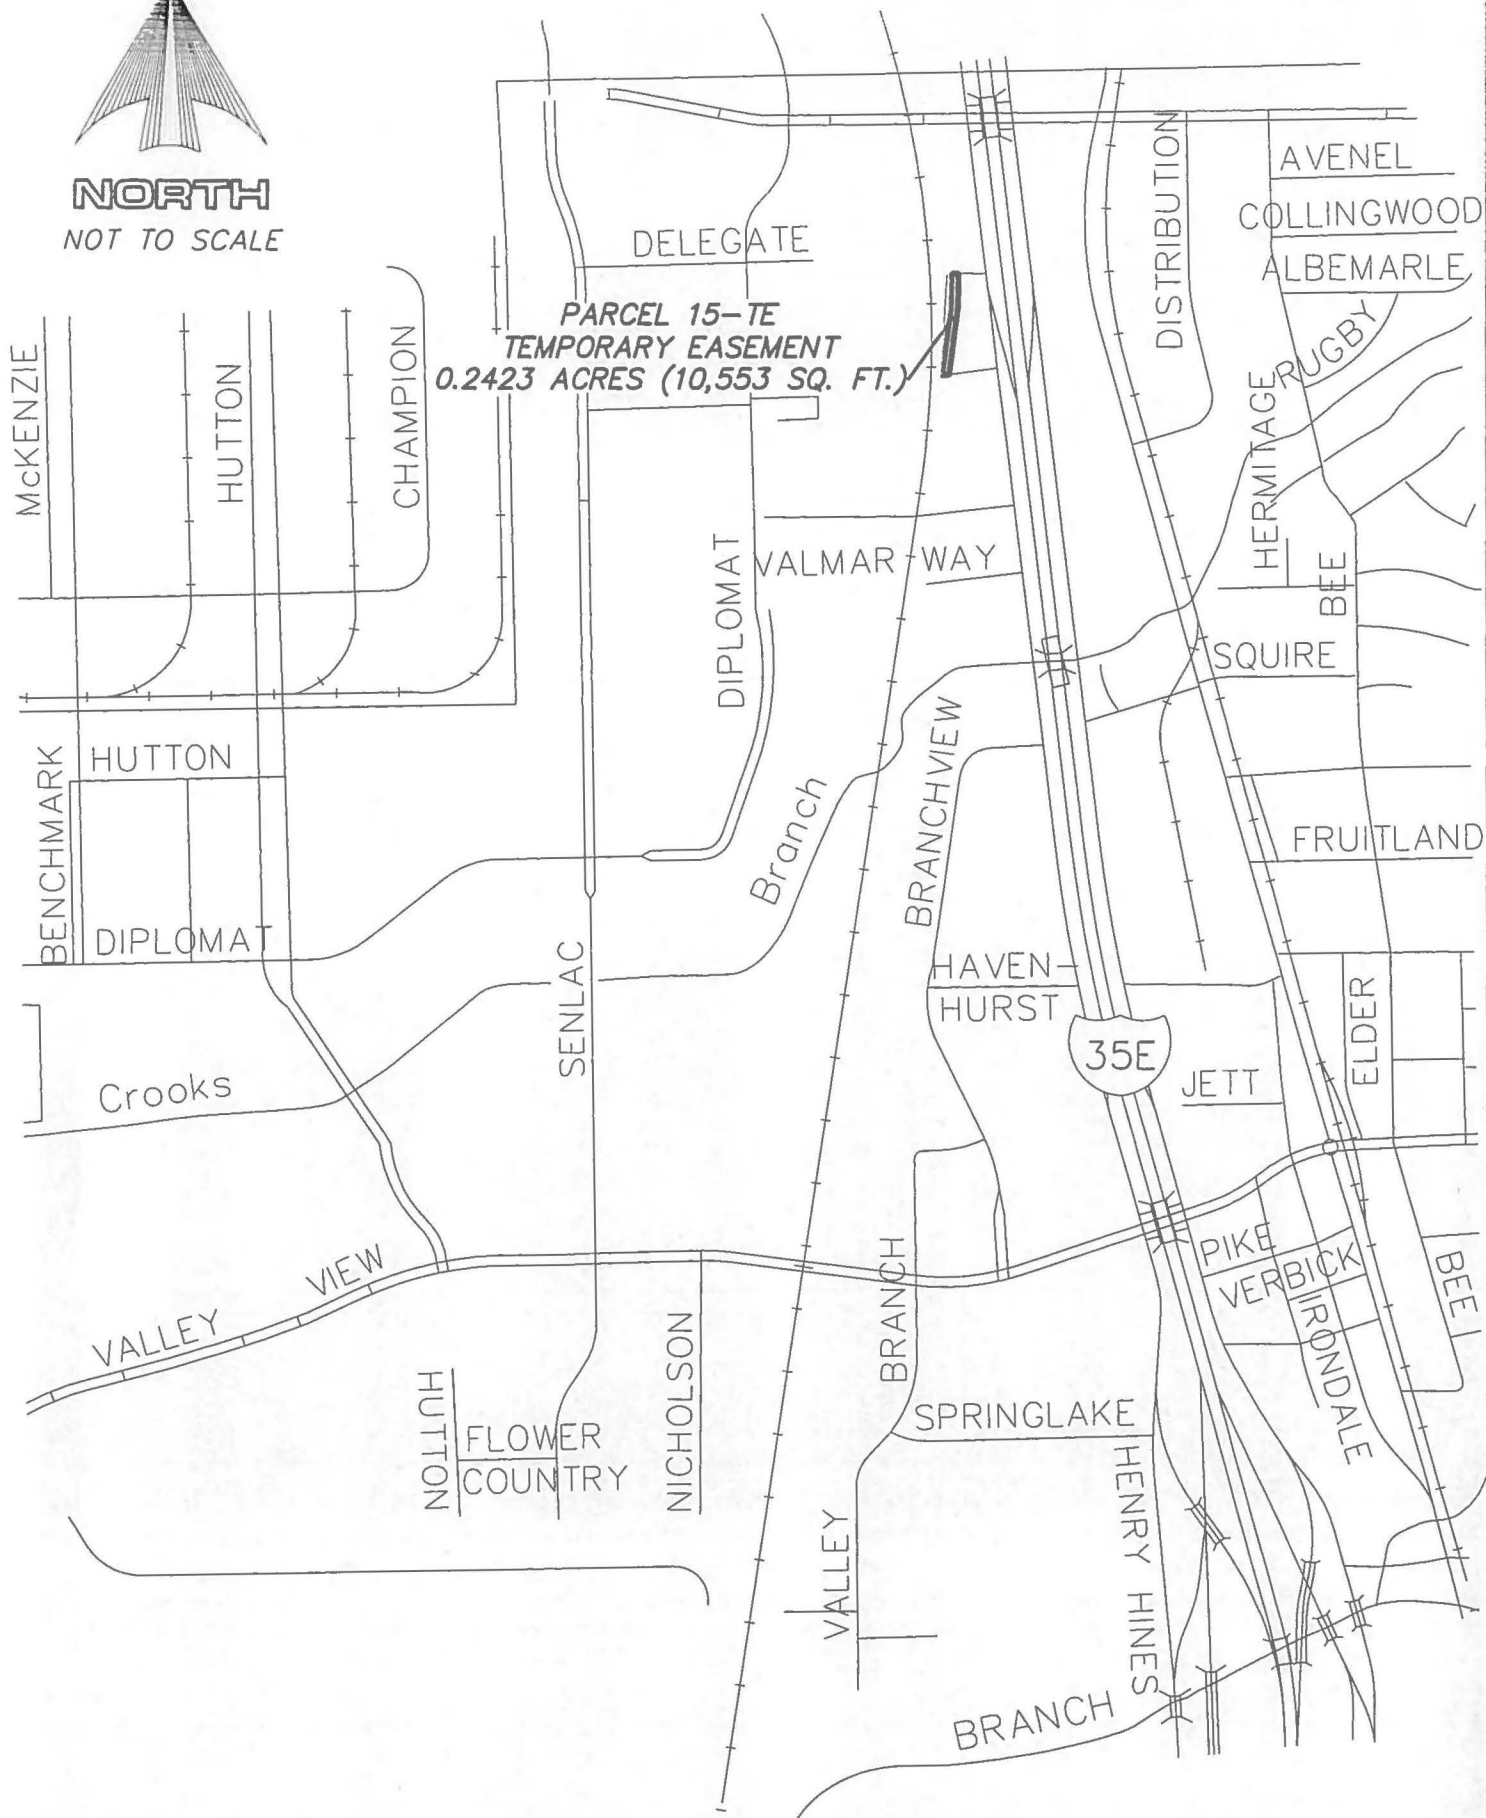 NORTH
NOT TO SCALE
DISTRIBUTION
AVENEL
COLLINGWOOD
ALBEMARLE
DELEGATE
PARCEL 15-TE
TEMPORARY EASEMENT
0.2423 ACRES (10,553 SQ. FT.)
RUGBY
McKENZIE
HUTTON
CHAMPION
HERMITAGE
VALMAR WAY
DIPLOMAT
BEE
SQUIRE
HUTTON
BENCHMARK
Branch
BRANCHVIEW
FRUITLAND
DIPLOMAT
SENLAC
HAVEN-
HURST
35E
ELDER
Crooks
JETT
VALLEY VIEW
PIKE
VERBICK
BEE
BRANCH
IRONDALE
HUTTON
FLOWER
COUNTRY
NICHOLSON
SPRINGLAKE
HENRY HINES
VALLEY
BRANCH